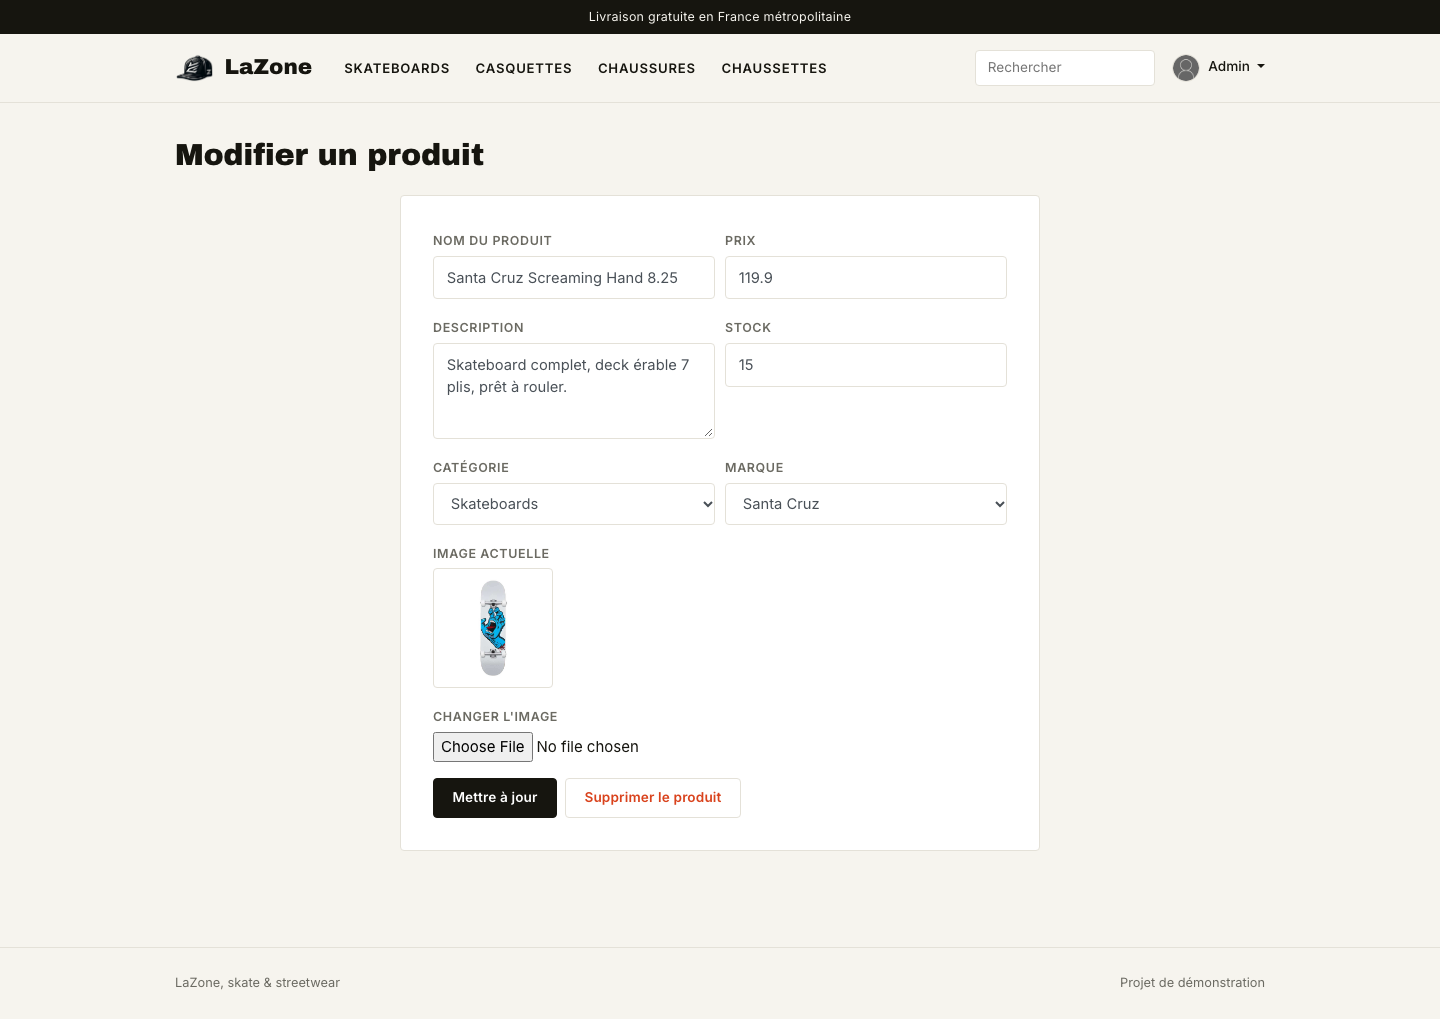 Livraison gratuite en France métropolitaine
LaZone
SKATEBOARDS CASQUETTES CHAUSSURES CHAUSSETTES
Rechercher
Admin
Modifier un produit
NOM DU PRODUIT
Santa Cruz Screaming Hand 8.25
PRIX
119.9
DESCRIPTION
Skateboard complet, deck érable 7
plis, prêt à rouler.
STOCK
15
CATÉGORIE
Skateboards
MARQUE
Santa Cruz
IMAGE ACTUELLE
CHANGER L'IMAGE
Choose File No file chosen
Mettre à jour
Supprimer le produit
LaZone, skate & streetwear
Projet de démonstration